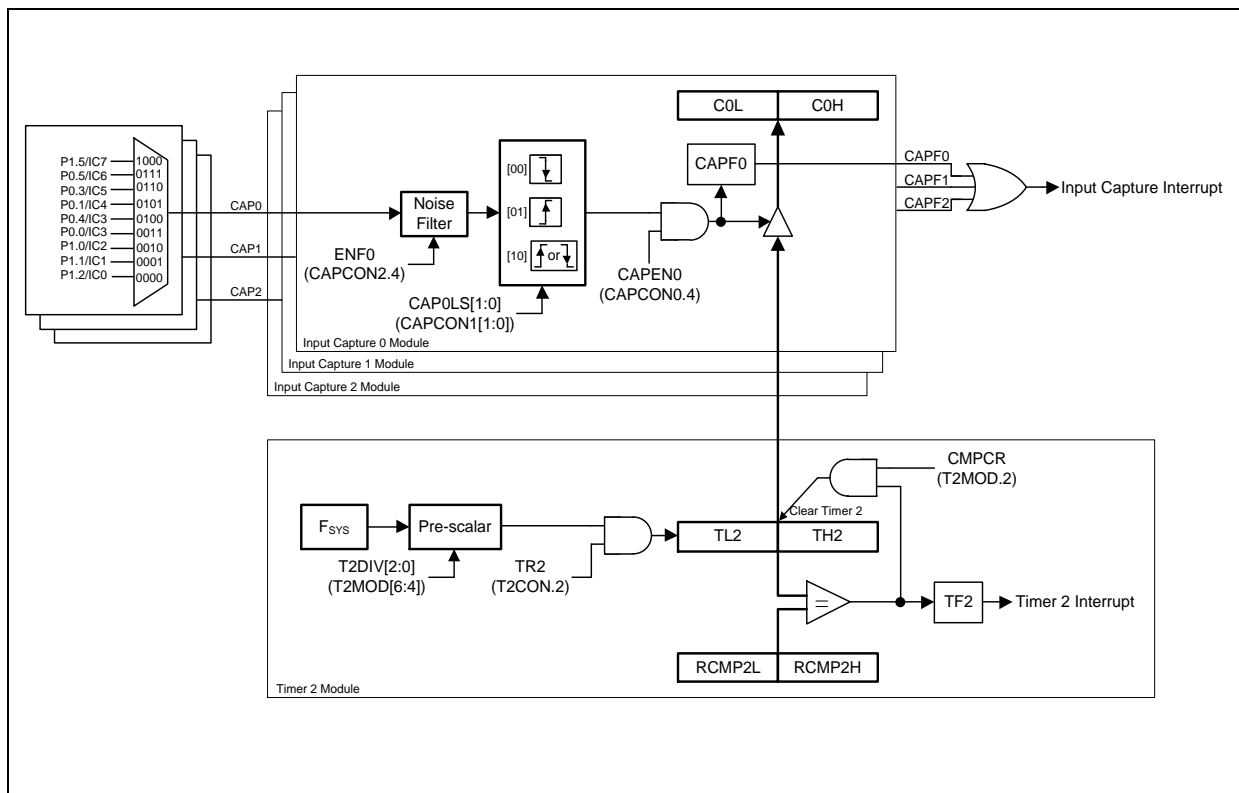 C0L C0H
P1.5/IC7 1000
P0.5/IC6 0111
P0.3/IC5 0110
P0.1/IC4 0101
P0.4/IC3 0100
P0.0/IC3 0011
P1.0/IC2 0010
P1.1/IC1 0001
P1.2/IC0 0000
CAP0
CAP1
CAP2
Noise
Filter
ENF0
(CAPCON2.4)
[00]
[01]
[10] or
CAP0LS[1:0]
(CAPCON1[1:0])
CAPF0
CAPEN0
(CAPCON0.4)
CAPF0
CAPF1
CAPF2
Input Capture Interrupt
Input Capture 0 Module
Input Capture 1 Module
Input Capture 2 Module
CMPCR
(T2MOD.2)
Clear Timer 2
FSYS
Pre-scalar
T2DIV[2:0]
(T2MOD[6:4])
TR2
(T2CON.2)
TL2 TH2
=
TF2
Timer 2 Interrupt
RCMP2L RCMP2H
Timer 2 Module